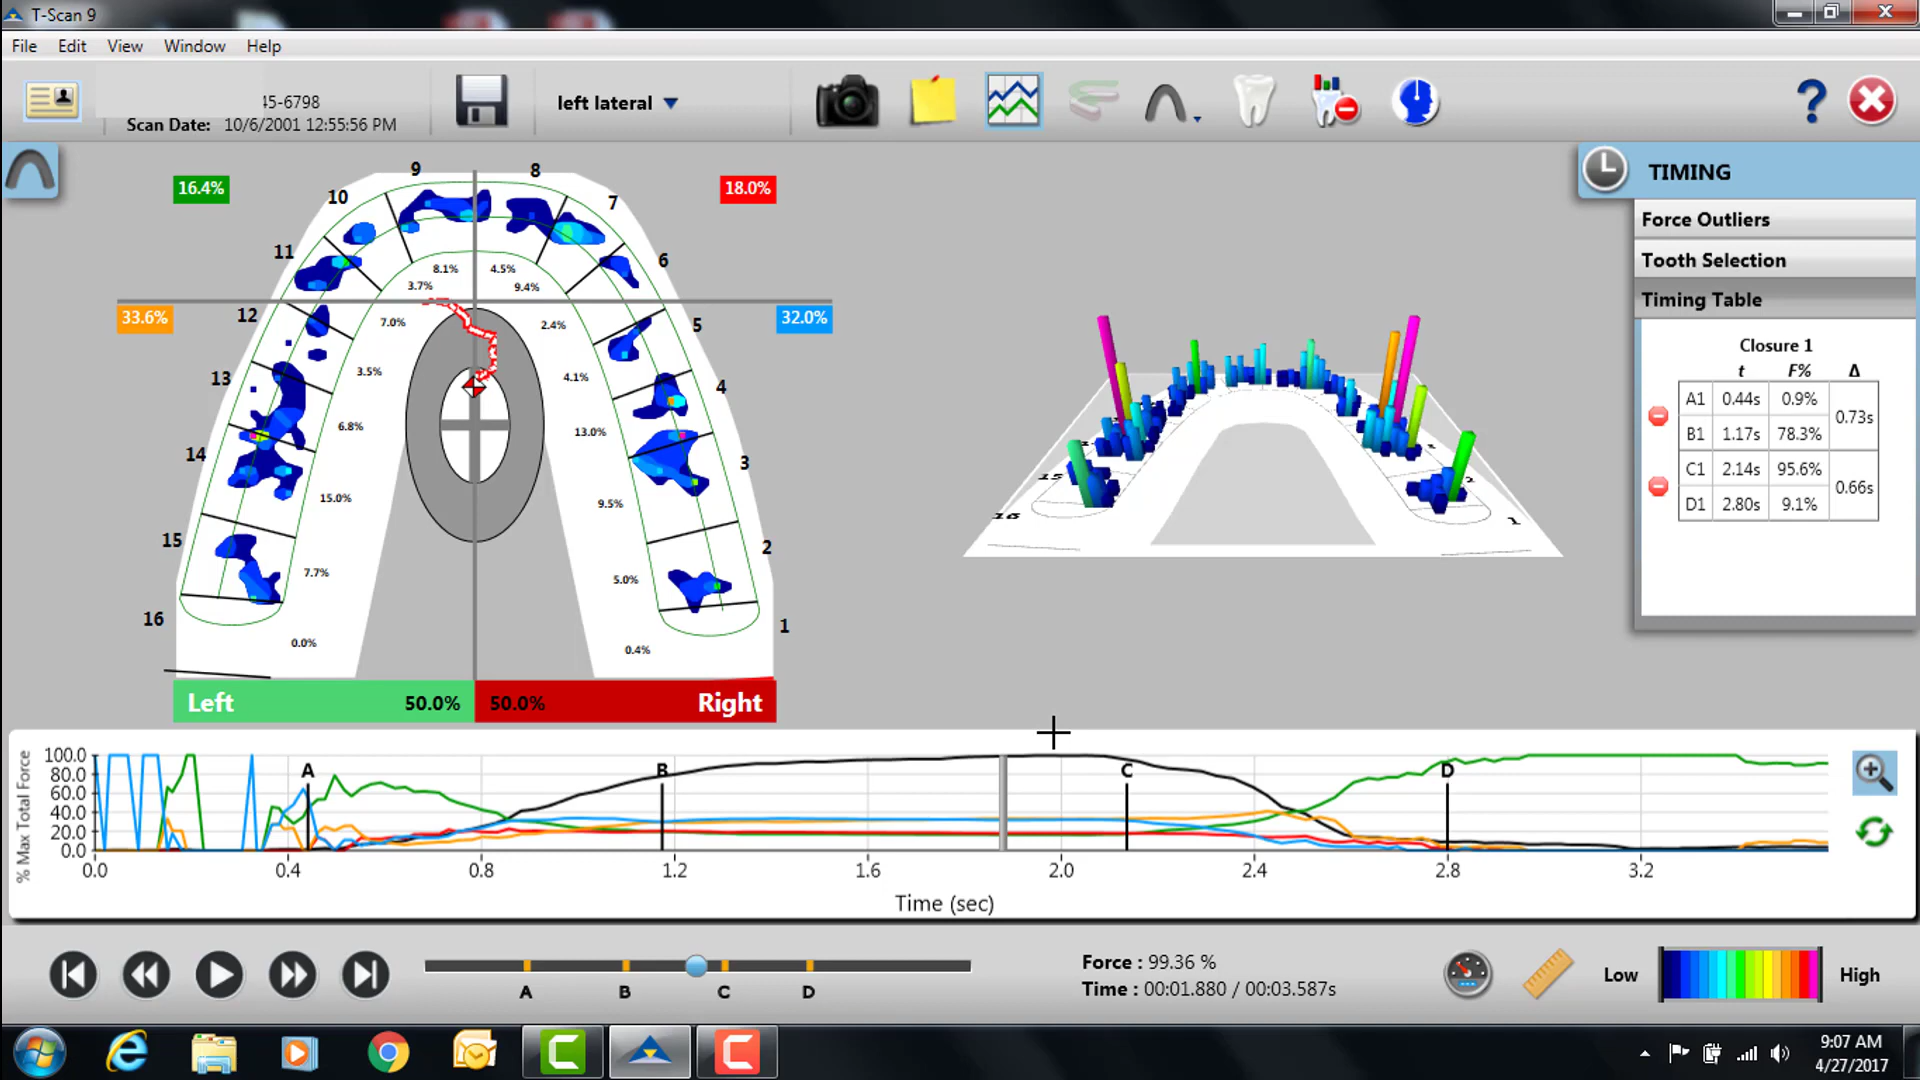 T-Scan 9
File Edit View Window Help
45-6798
Scan Date: 10/6/2001 12:55:56 PM
left lateral
?
TIMING
Force Outliers
Tooth Selection
Timing Table
Closure 1
t F% Δ
A1 0.44s 0.9%
0.73s
B1 1.17s 78.3%
C1 2.14s 95.6%
0.66s
D1 2.80s 9.1%
16.4% 18.0%
9 8
10 7
11 6
8.1% 4.5%
3.7% 9.4%
33.6% 12 5 32.0%
7.0% 2.4%
13 3.5% 4.1% 4
6.8% 13.0%
14 3
15.0% 9.5%
15 2
7.7% 5.0%
16 1
0.0% 0.4%
Left 50.0% 50.0% Right
15
16 1
% Max Total Force
100.0
80.0
60.0
40.0
20.0
0.0
A B C D
0.0 0.4 0.8 1.2 1.6 2.0 2.4 2.8 3.2
Time (sec)
A B C D
Force : 99.36 %
Time : 00:01.880 / 00:03.587s
Low High
9:07 AM
4/27/2017